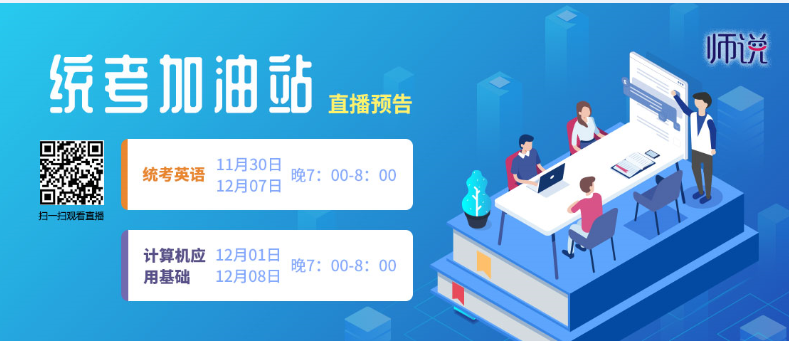 师说
统考加油站
直播预告
统考英语
11月30日
12月07日
晚7：00-8：00
扫一扫观看直播
计算机应
用基础
12月01日
12月08日
晚7：00-8：00